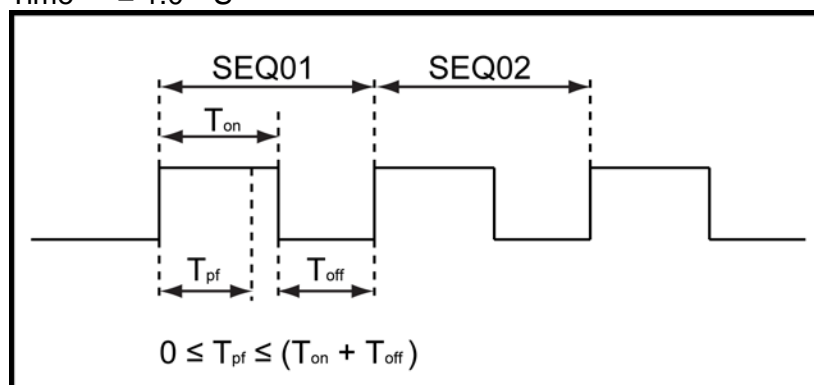 SEQ01 SEQ02
Ton
Tpf Toff
0 ≤ Tpf ≤ (Ton + Toff)